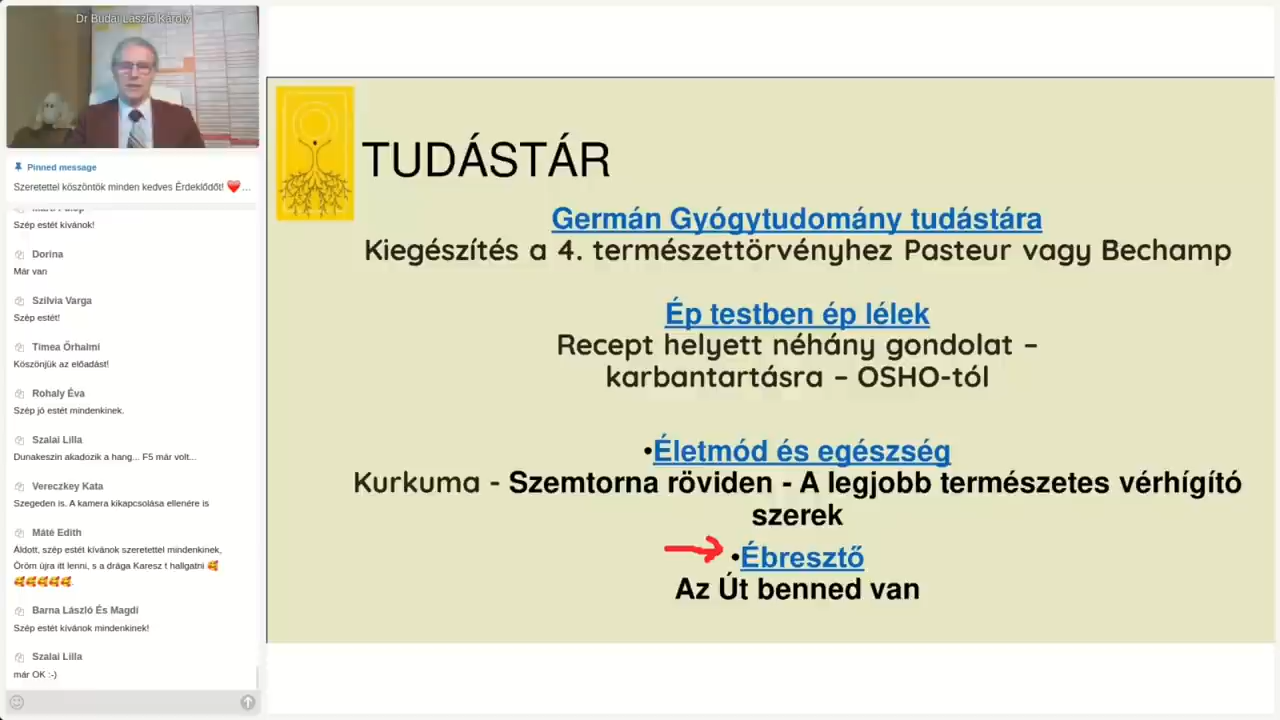 Dr Budai László Károly
Pinned message
Szeretettel köszöntök minden kedves Érdeklődőt! ❤️ ...
Szép estét kívánok!
Dorina
Már van
Szilvia Varga
Szép estét!
Tímea Őrhalmi
Köszönjük az előadást!
Rohaly Éva
Szép jó estét mindenkinek.
Szalai Lilla
Dunakeszin akadozik a hang... F5 már volt...
Vereczkey Kata
Szegeden is. A kamera kikapcsolása ellenére is
Máté Edith
Áldott, szép estét kívánok szeretettel mindenkinek,
Öröm újra itt lenni, s a drága Karesz t hallgatni 🥰
🥰🥰🥰🥰🥰.
Barna László És Magdi
Szép estét kívánok mindenkinek!
Szalai Lilla
már OK :-)
TUDÁSTÁR
Germán Gyógytudomány tudástára
Kiegészítés a 4. természettörvényhez Pasteur vagy Bechamp
Ép testben ép lélek
Recept helyett néhány gondolat –
karbantartásra – OSHO-tól
•Életmód és egészség
Kurkuma - Szemtorna röviden - A legjobb természetes vérhígító
szerek
•Ébresztő
Az Út benned van